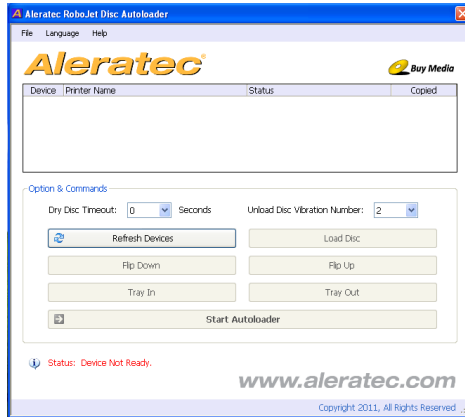 Aleratec RoboJet Disc Autoloader
File Language Help
Aleratec
Buy Media
Device Printer Name Status Copied
Option & Commands
Dry Disc Timeout: 0 Seconds Unload Disc Vibration Number: 2
Refresh Devices Load Disc
Flip Down Flip Up
Tray In Tray Out
Start Autoloader
Status: Device Not Ready.
www.aleratec.com
Copyright 2011, All Rights Reserved